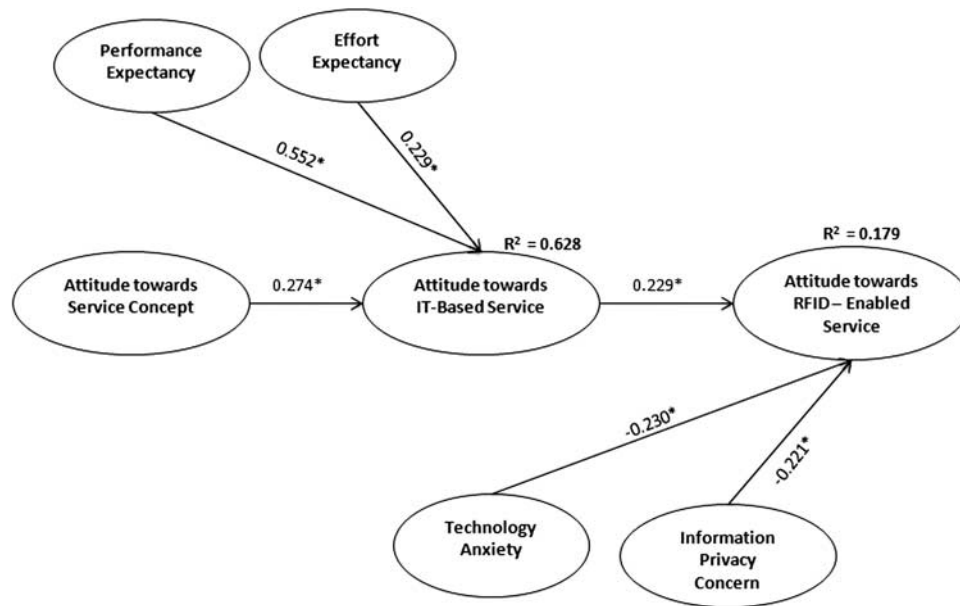 Performance
Expectancy
Effort
Expectancy
0.552*
0.229*
R² = 0.628
R² = 0.179
Attitude towards
Service Concept
0.274*
Attitude towards
IT-Based Service
0.229*
Attitude towards
RFID – Enabled
Service
-0.230*
-0.221*
Technology
Anxiety
Information
Privacy
Concern